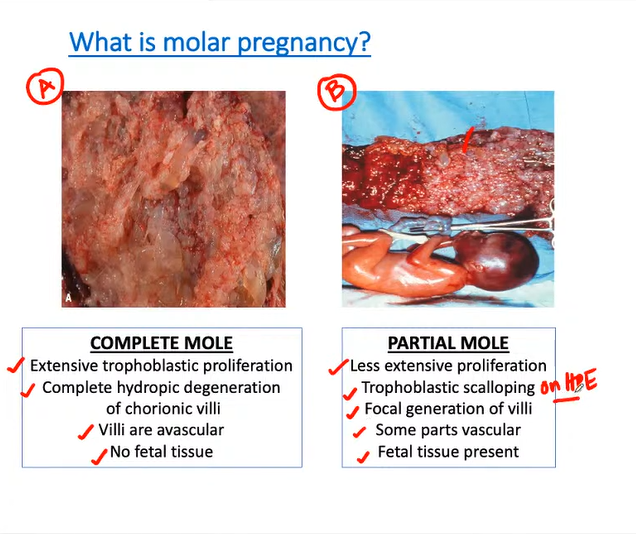 What is molar pregnancy?
A
B
A
COMPLETE MOLE
Extensive trophoblastic proliferation
Complete hydropic degeneration
of chorionic villi
Villi are avascular
No fetal tissue
PARTIAL MOLE
Less extensive proliferation
Trophoblastic scalloping on HPE
Focal generation of villi
Some parts vascular
Fetal tissue present